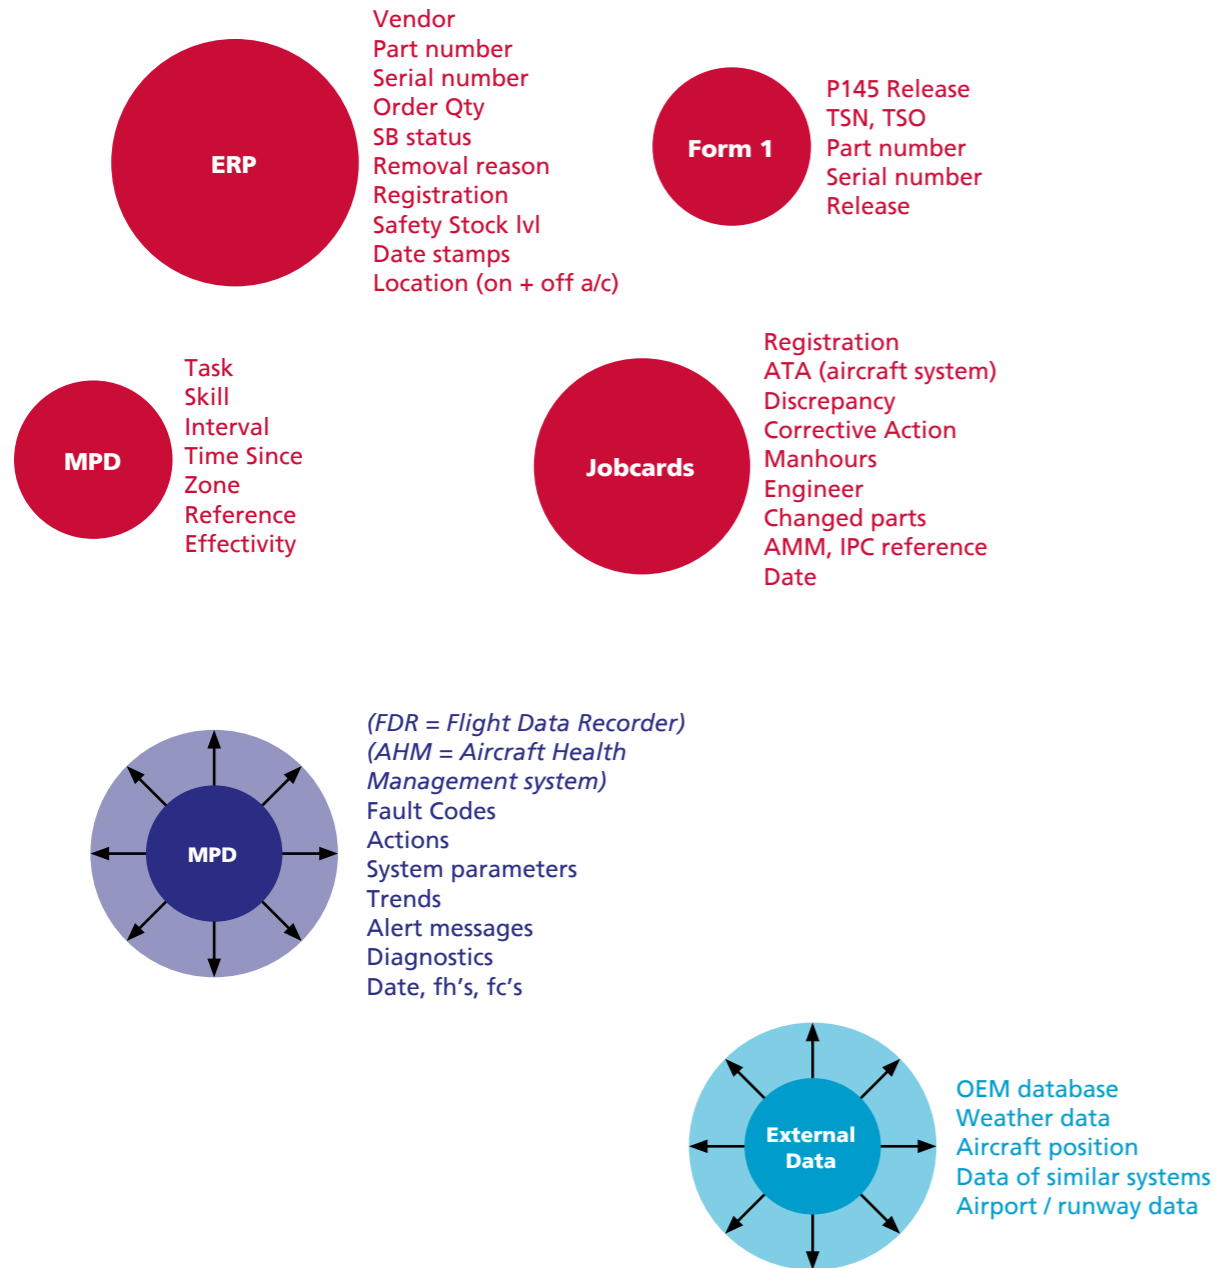 ERP
Vendor
Part number
Serial number
Order Qty
SB status
Removal reason
Registration
Safety Stock lvl
Date stamps
Location (on + off a/c)
Form 1
P145 Release
TSN, TSO
Part number
Serial number
Release
MPD
Task
Skill
Interval
Time Since
Zone
Reference
Effectivity
Jobcards
Registration
ATA (aircraft system)
Discrepancy
Corrective Action
Manhours
Engineer
Changed parts
AMM, IPC reference
Date
MPD
(FDR = Flight Data Recorder)
(AHM = Aircraft Health
Management system)
Fault Codes
Actions
System parameters
Trends
Alert messages
Diagnostics
Date, fh’s, fc’s
External
Data
OEM database
Weather data
Aircraft position
Data of similar systems
Airport / runway data